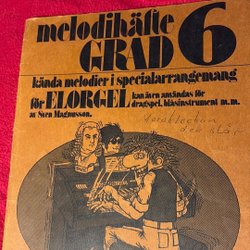 melodihäfte 6
GRAD
kända melodier i specialarrangemang
för ELORGEL kan även användas för
dragspel, blåsinstrument m. m.
av Sven Magnusson.